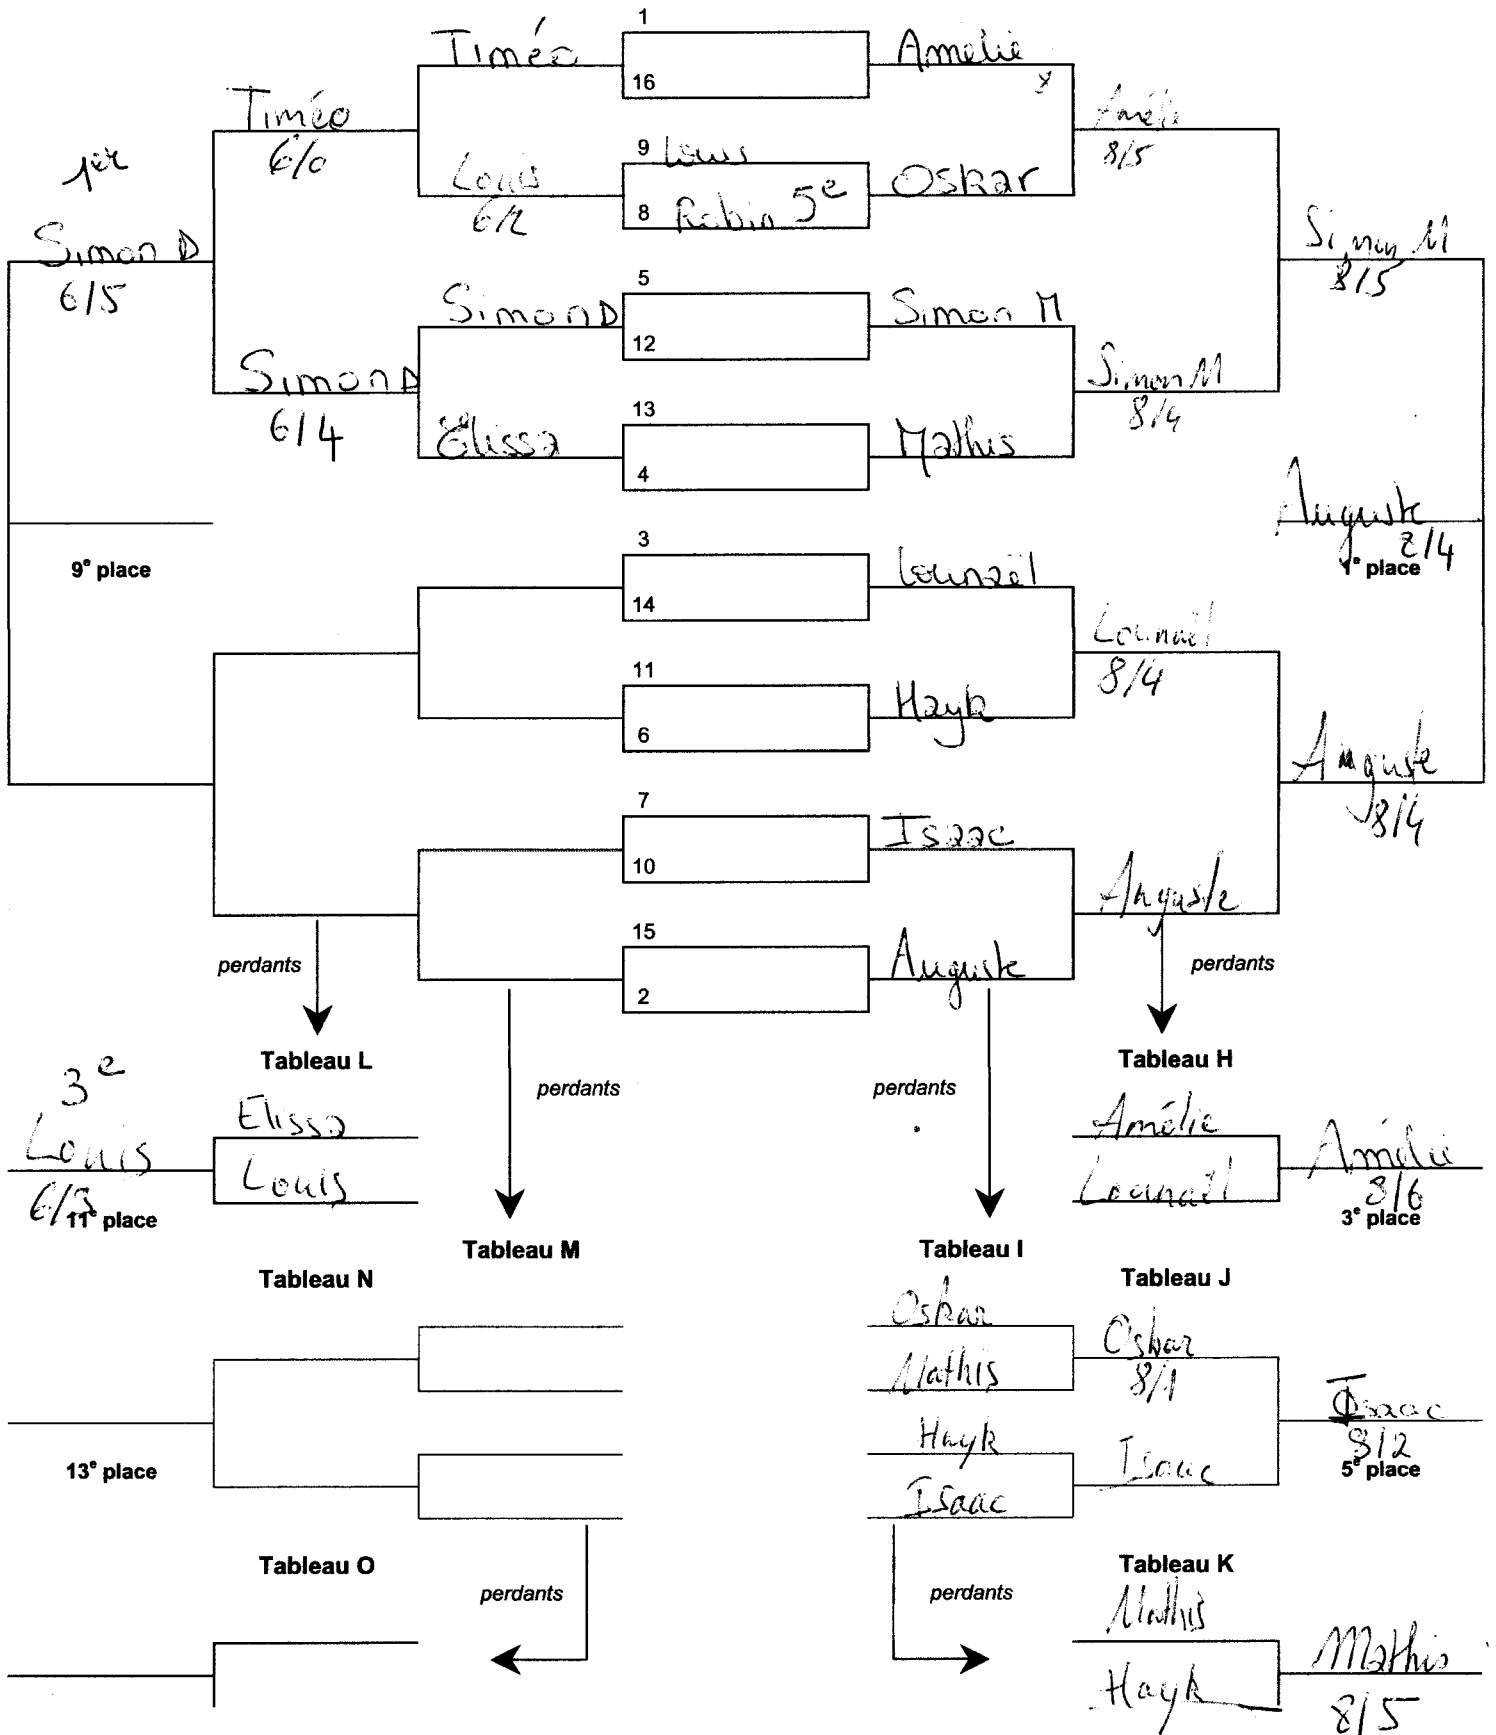 1
Timéo
Amelie
16
Timéo
6/0
Amélie
8/5
1er
9 Louis
Louis
6/2
8 Robin 5e
Oskar
Simon D
6/5
Simon M
8/5
5
Simon D
Simon M
12
Simon D
6/4
Simon M
8/4
13
Elissa
Mathis
4
Auguste
2/4
9e place
1e place
3
Lounaël
14
Lounaël
8/4
11
Hayk
6
Auguste
8/4
7
Isaac
10
Auguste
15
perdants
Auguste
perdants
2
Tableau L
Tableau H
3e
perdants
perdants
Elissa
Amélie
Louis
Amélie
Louis
Lounaël
6/5
8/6
11e place
3e place
Tableau M
Tableau I
Tableau N
Tableau J
Oskar
Oskar
8/1
Mathis
Isaac
8/2
Hayk
13e place
5e place
Isaac
Isaac
Tableau O
Tableau K
perdants
perdants
Mathis
Mathis
Hayk
8/5